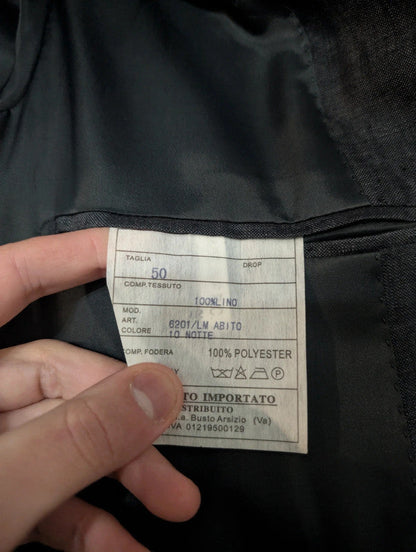 TAGLIA DROP
50
COMP.TESSUTO
100%LINO
MOD.
ART. 6201/LM ABITO
COLORE 10 NOTTE
COMP. FODERA 100% POLYESTER
TO IMPORTATO
STRIBUITO
.a. Busto Arsizio (Va)
IVA 01219500129